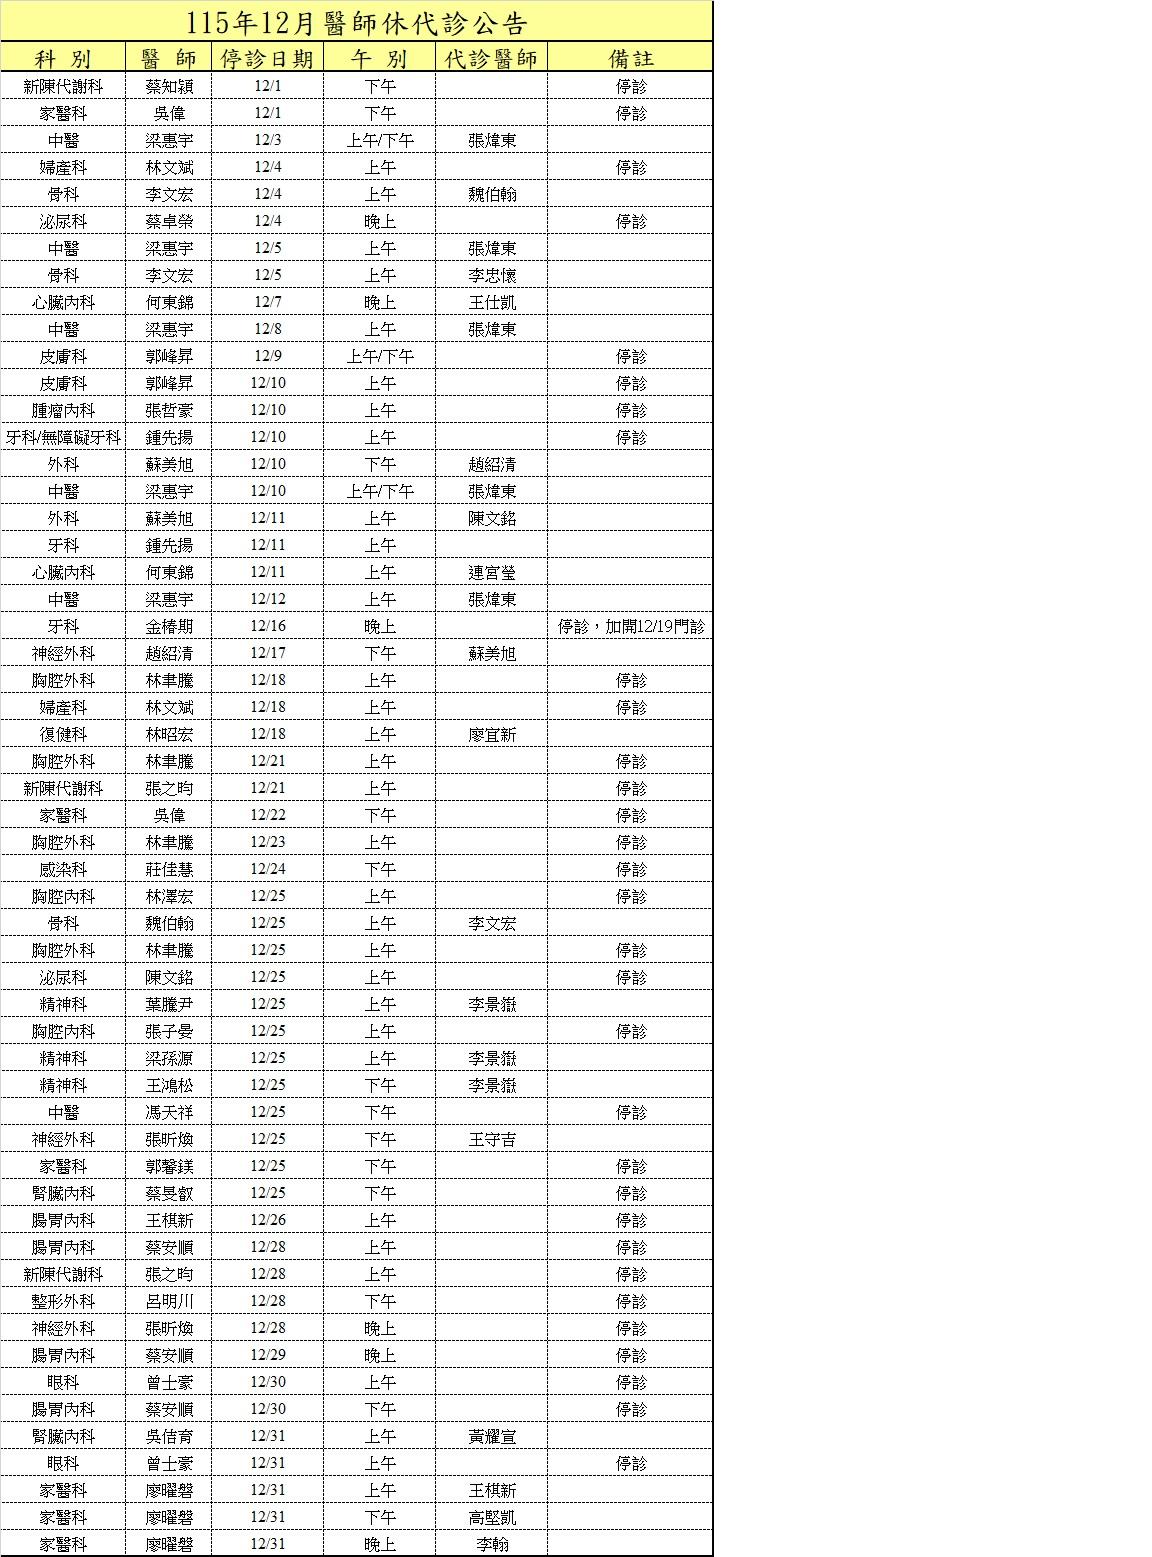 115年12月醫師休代診公告
科 別 醫 師 停診日期 午 別 代診醫師 備註
新陳代謝科 蔡知穎 12/1 下午 停診
家醫科 吳偉 12/1 下午 停診
中醫 梁惠宇 12/3 上午/下午 張煒東
婦產科 林文斌 12/4 上午 停診
骨科 李文宏 12/4 上午 魏伯翰
泌尿科 蔡卓榮 12/4 晚上 停診
中醫 梁惠宇 12/5 上午 張煒東
骨科 李文宏 12/5 上午 李忠懷
心臟內科 何東錦 12/7 晚上 王仕凱
中醫 梁惠宇 12/8 上午 張煒東
皮膚科 郭峰昇 12/9 上午/下午 停診
皮膚科 郭峰昇 12/10 上午 停診
腫瘤內科 張哲豪 12/10 上午 停診
牙科/無障礙牙科 鍾先揚 12/10 上午 停診
外科 蘇美旭 12/10 下午 趙紹清
中醫 梁惠宇 12/10 上午/下午 張煒東
外科 蘇美旭 12/11 上午 陳文銘
牙科 鍾先揚 12/11 上午
心臟內科 何東錦 12/11 上午 連宮瑩
中醫 梁惠宇 12/12 上午 張煒東
牙科 金椿期 12/16 晚上 停診，加開12/19門診
神經外科 趙紹清 12/17 下午 蘇美旭
胸腔外科 林聿騰 12/18 上午 停診
婦產科 林文斌 12/18 上午 停診
復健科 林昭宏 12/18 上午 廖宜新
胸腔外科 林聿騰 12/21 上午 停診
新陳代謝科 張之昀 12/21 上午 停診
家醫科 吳偉 12/22 下午 停診
胸腔外科 林聿騰 12/23 上午 停診
感染科 莊佳慧 12/24 下午 停診
胸腔內科 林澤宏 12/25 上午 停診
骨科 魏伯翰 12/25 上午 李文宏
胸腔外科 林聿騰 12/25 上午 停診
泌尿科 陳文銘 12/25 上午 停診
精神科 葉騰尹 12/25 上午 李景嶽
胸腔內科 張子晏 12/25 上午 停診
精神科 梁孫源 12/25 上午 李景嶽
精神科 王鴻松 12/25 下午 李景嶽
中醫 馮天祥 12/25 下午 停診
神經外科 張昕煥 12/25 下午 王守吉
家醫科 郭馨鎂 12/25 下午 停診
腎臟內科 蔡旻叡 12/25 下午 停診
腸胃內科 王棋新 12/26 上午 停診
腸胃內科 蔡安順 12/28 上午 停診
新陳代謝科 張之昀 12/28 上午 停診
整形外科 呂明川 12/28 下午 停診
神經外科 張昕煥 12/28 晚上 停診
腸胃內科 蔡安順 12/29 晚上 停診
眼科 曾士豪 12/30 上午 停診
腸胃內科 蔡安順 12/30 下午 停診
腎臟內科 吳佶育 12/31 上午 黃耀宣
眼科 曾士豪 12/31 上午 停診
家醫科 廖曜磐 12/31 上午 王棋新
家醫科 廖曜磐 12/31 下午 高堅凱
家醫科 廖曜磐 12/31 晚上 李翰